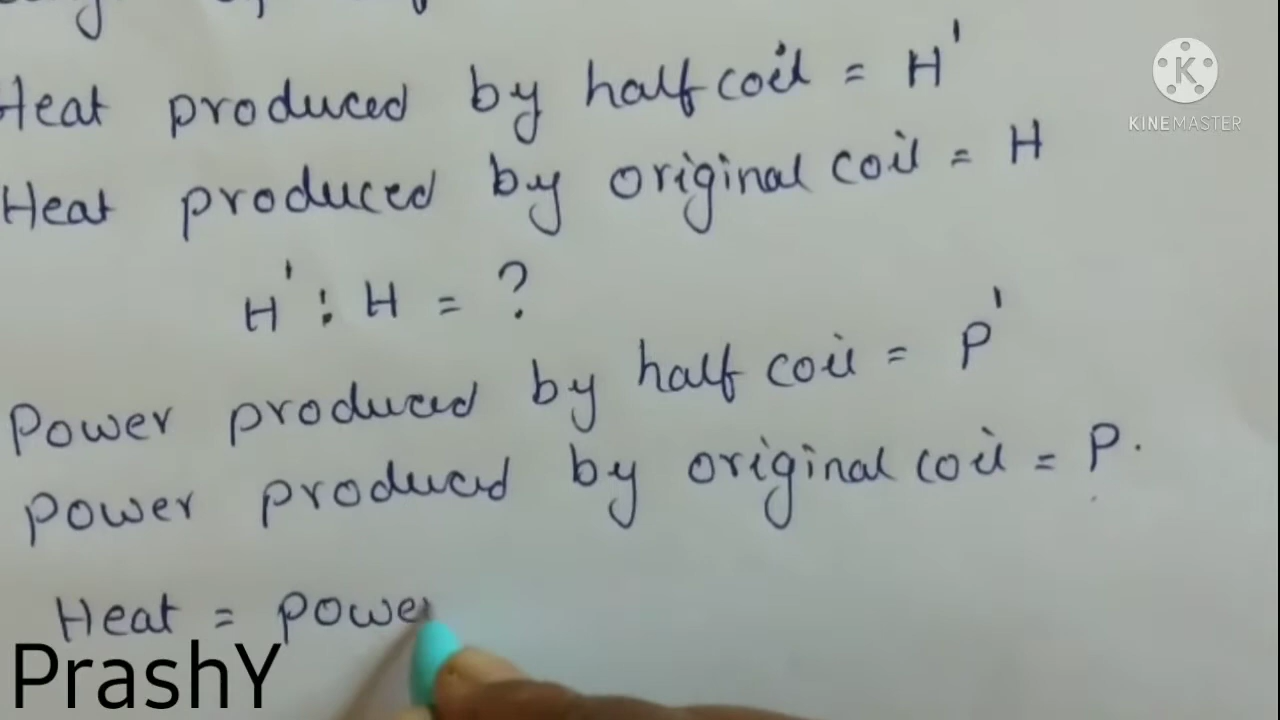 Heat produced by half coil = H'
Heat produced by original coil = H
H' : H = ?
Power produced by half coil = P'
Power produced by original coil = P.
Heat = power
PrashY
K
KINEMASTER